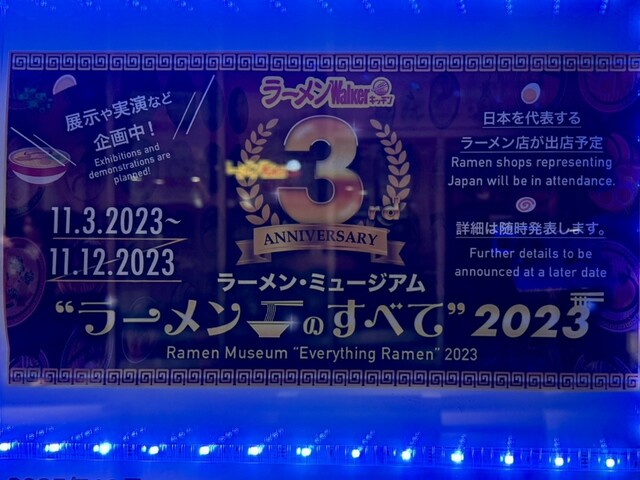 ラーメンWalkerキッチン
展示や実演など
企画中!
Exhibitions and
demonstrations are
planned!
3rd
ANNIVERSARY
日本を代表する
ラーメン店が出店予定
Ramen shops representing
Japan will be in attendance.
11.3.2023~
11.12.2023
詳細は随時発表します。
Further details to be
announced at a later date
ラーメン・ミュージアム
“ラーメンのすべて”2023
Ramen Museum “Everything Ramen” 2023